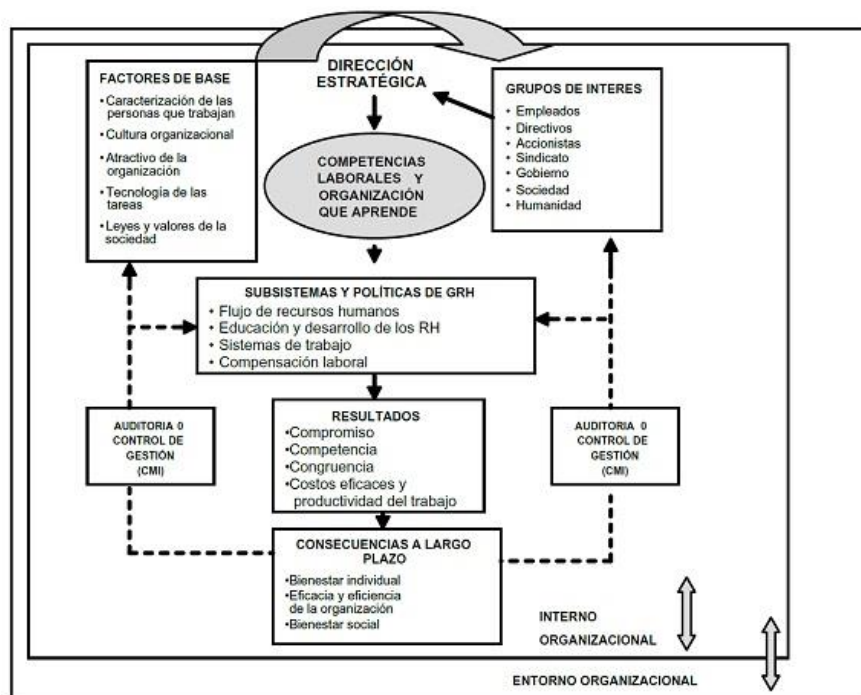 FACTORES DE BASE
•Caracterización de las
personas que trabajan
•Cultura organizacional
•Atractivo de la
organización
•Tecnología de las
tareas
•Leyes y valores de la
sociedad
DIRECCIÓN
ESTRATÉGICA
GRUPOS DE INTERES
• Empleados
• Directivos
• Accionistas
• Sindicato
• Gobierno
• Sociedad
• Humanidad
COMPETENCIAS
LABORALES Y
ORGANIZACIÓN
QUE APRENDE
SUBSISTEMAS Y POLÍTICAS DE GRH
• Flujo de recursos humanos
• Educación y desarrollo de los RH
• Sistemas de trabajo
• Compensación laboral
AUDITORIA 0
CONTROL DE
GESTIÓN
(CMI)
RESULTADOS
•Compromiso
•Competencia
•Congruencia
•Costos eficaces y
productividad del trabajo
AUDITORIA 0
CONTROL DE
GESTIÓN
(CMI)
CONSECUENCIAS A LARGO
PLAZO
•Bienestar individual
•Eficacia y eficiencia
de la organización
•Bienestar social
INTERNO
ORGANIZACIONAL
ENTORNO ORGANIZACIONAL